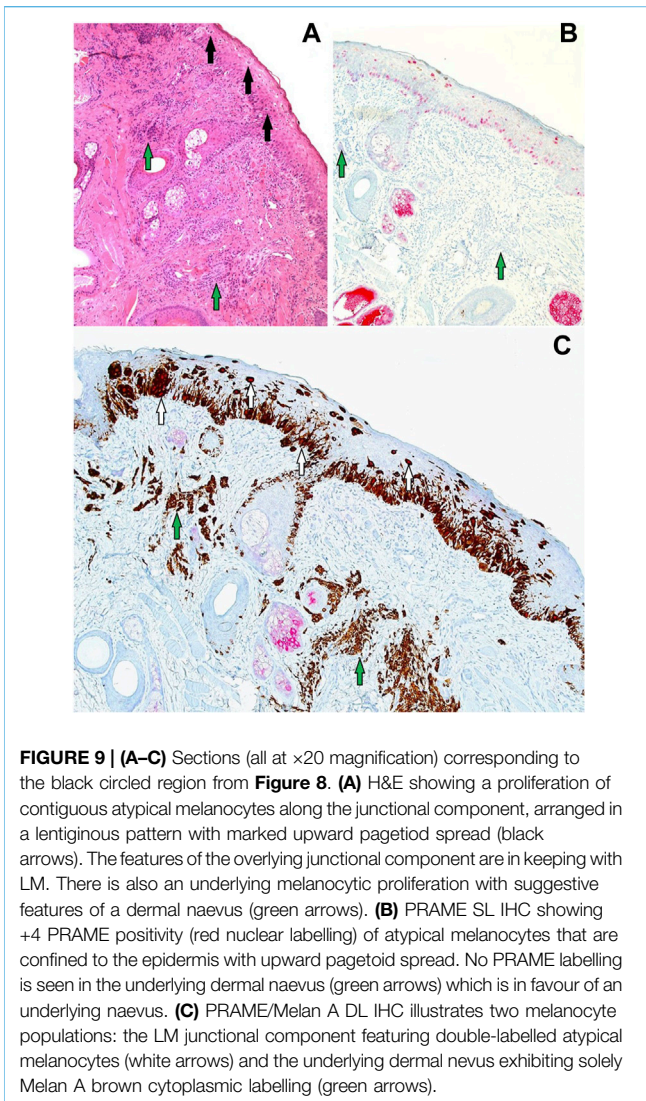 A
B
C
FIGURE 9 | (A–C) Sections (all at ×20 magnification) corresponding to
the black circled region from Figure 8. (A) H&E showing a proliferation of
contiguous atypical melanocytes along the junctional component, arranged in
a lentiginous pattern with marked upward pagetiod spread (black
arrows). The features of the overlying junctional component are in keeping with
LM. There is also an underlying melanocytic proliferation with suggestive
features of a dermal naevus (green arrows). (B) PRAME SL IHC showing
+4 PRAME positivity (red nuclear labelling) of atypical melanocytes that are
confined to the epidermis with upward pagetoid spread. No PRAME labelling
is seen in the underlying dermal naevus (green arrows) which is in favour of an
underlying naevus. (C) PRAME/Melan A DL IHC illustrates two melanocyte
populations: the LM junctional component featuring double-labelled atypical
melanocytes (white arrows) and the underlying dermal nevus exhibiting solely
Melan A brown cytoplasmic labelling (green arrows).